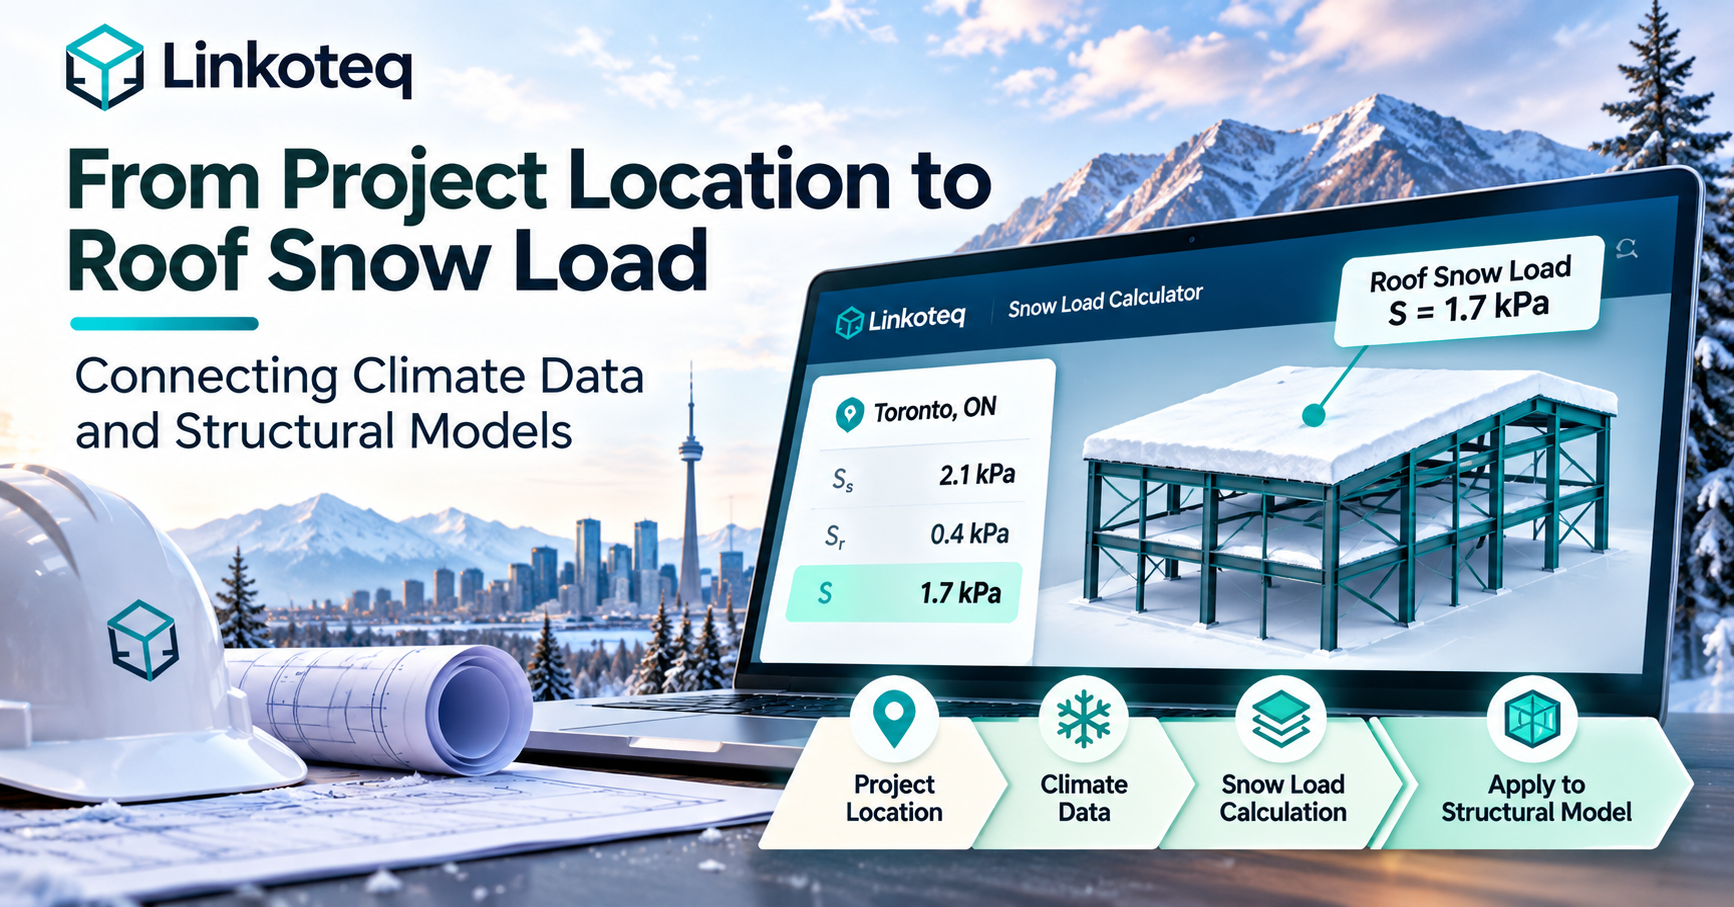 Linkoteq
From Project Location to
Roof Snow Load
Connecting Climate Data
and Structural Models
Linkoteq
Snow Load Calculator
Roof Snow Load
S = 1.7 kPa
Toronto, ON
Ss 2.1 kPa
Sr 0.4 kPa
S 1.7 kPa
Project
Location
Climate
Data
Snow Load
Calculation
Apply to
Structural Model